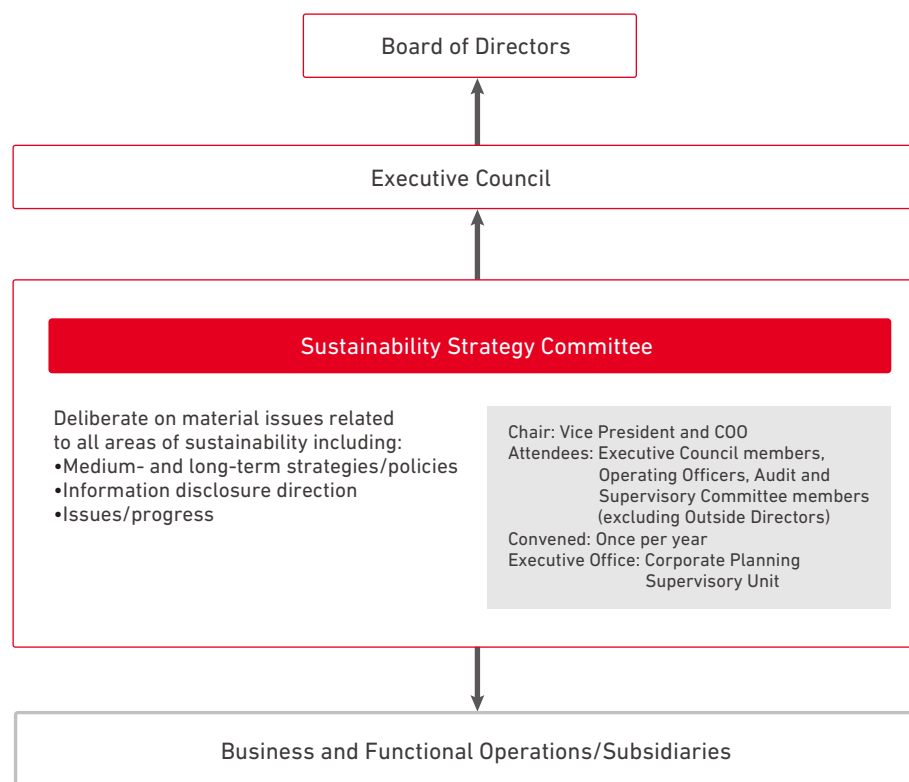 Board of Directors
Executive Council
Sustainability Strategy Committee
Deliberate on material issues related
to all areas of sustainability including:
•Medium- and long-term strategies/policies
•Information disclosure direction
•Issues/progress
Chair: Vice President and COO
Attendees: Executive Council members,
Operating Officers, Audit and
Supervisory Committee members
(excluding Outside Directors)
Convened: Once per year
Executive Office: Corporate Planning
Supervisory Unit
Business and Functional Operations/Subsidiaries